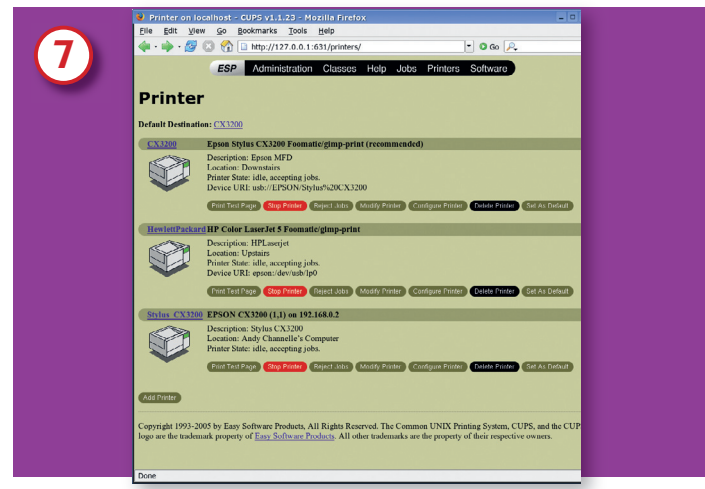 7
Printer on localhost - CUPS v1.1.23 - Mozilla Firefox
File Edit View Go Bookmarks Tools Help
http://127.0.0.1:631/printers/ Go
ESP Administration Classes Help Jobs Printers Software
Printer
Default Destination: CX3200
CX3200 Epson Stylus CX3200 Foomatic/gimp-print (recommended)
Description: Epson MFD
Location: Downstairs
Printer State: idle, accepting jobs.
Device URI: usb://EPSON/Stylus%20CX3200
Print Test Page Stop Printer Reject Jobs Modify Printer Configure Printer Delete Printer Set As Default
HewlettPackard HP Color LaserJet 5 Foomatic/gimp-print
Description: HPLaserjet
Location: Upstairs
Printer State: idle, accepting jobs.
Device URI: epson:/dev/usb/lp0
Print Test Page Stop Printer Reject Jobs Modify Printer Configure Printer Delete Printer Set As Default
Stylus_CX3200 EPSON CX3200 (1,1) on 192.168.0.2
Description: Stylus CX3200
Location: Andy Channelle's Computer
Printer State: idle, accepting jobs.
Print Test Page Stop Printer Reject Jobs Modify Printer Configure Printer Delete Printer Set As Default
Add Printer
Copyright 1993-2005 by Easy Software Products, All Rights Reserved. The Common UNIX Printing System, CUPS, and the CUP
logo are the trademark property of Easy Software Products. All other trademarks are the property of their respective owners.
Done